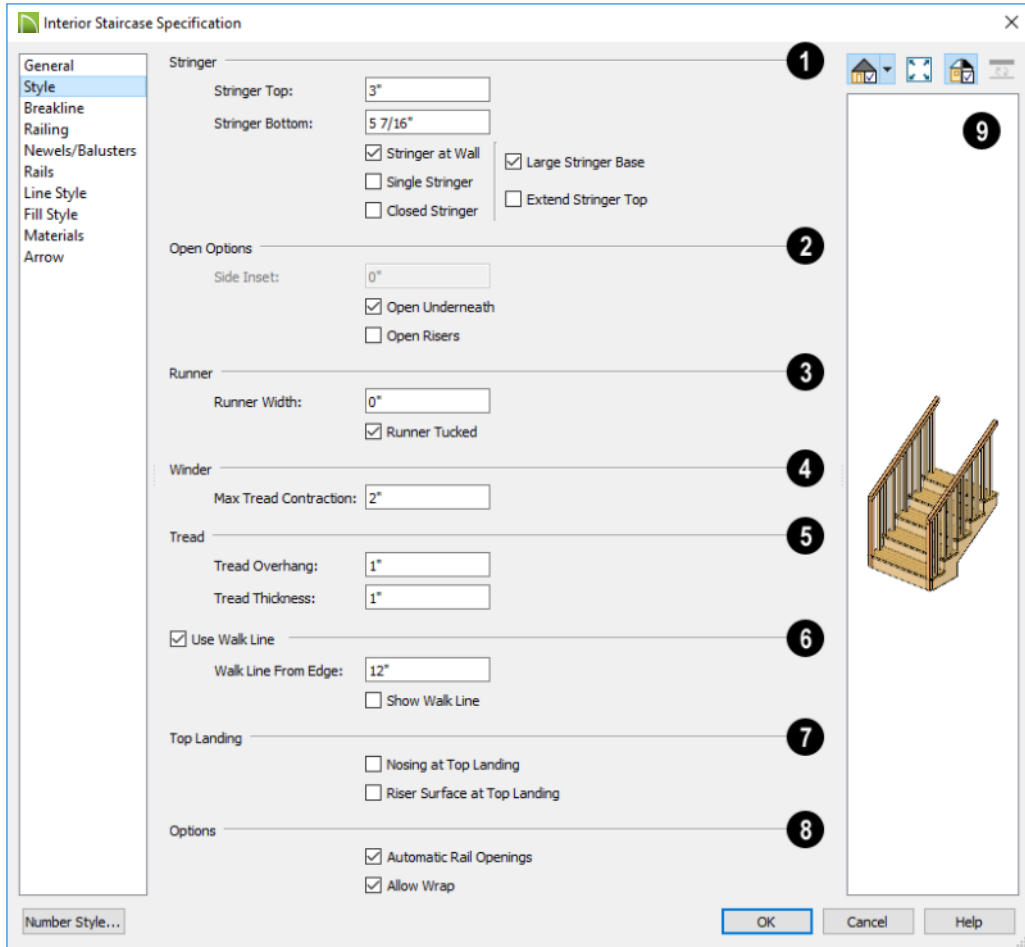 Interior Staircase Specification
General
Style
Breakline
Railing
Newels/Balusters
Rails
Line Style
Fill Style
Materials
Arrow
Stringer
1
Stringer Top: 3"
Stringer Bottom: 5 7/16"
Stringer at Wall
Large Stringer Base
Single Stringer
Extend Stringer Top
Closed Stringer
Open Options
2
Side Inset: 0"
Open Underneath
Open Risers
Runner
3
Runner Width: 0"
Runner Tucked
Winder
4
Max Tread Contraction: 2"
Tread
5
Tread Overhang: 1"
Tread Thickness: 1"
Use Walk Line
6
Walk Line From Edge: 12"
Show Walk Line
Top Landing
7
Nosing at Top Landing
Riser Surface at Top Landing
Options
8
Automatic Rail Openings
Allow Wrap
9
Number Style...
OK
Cancel
Help